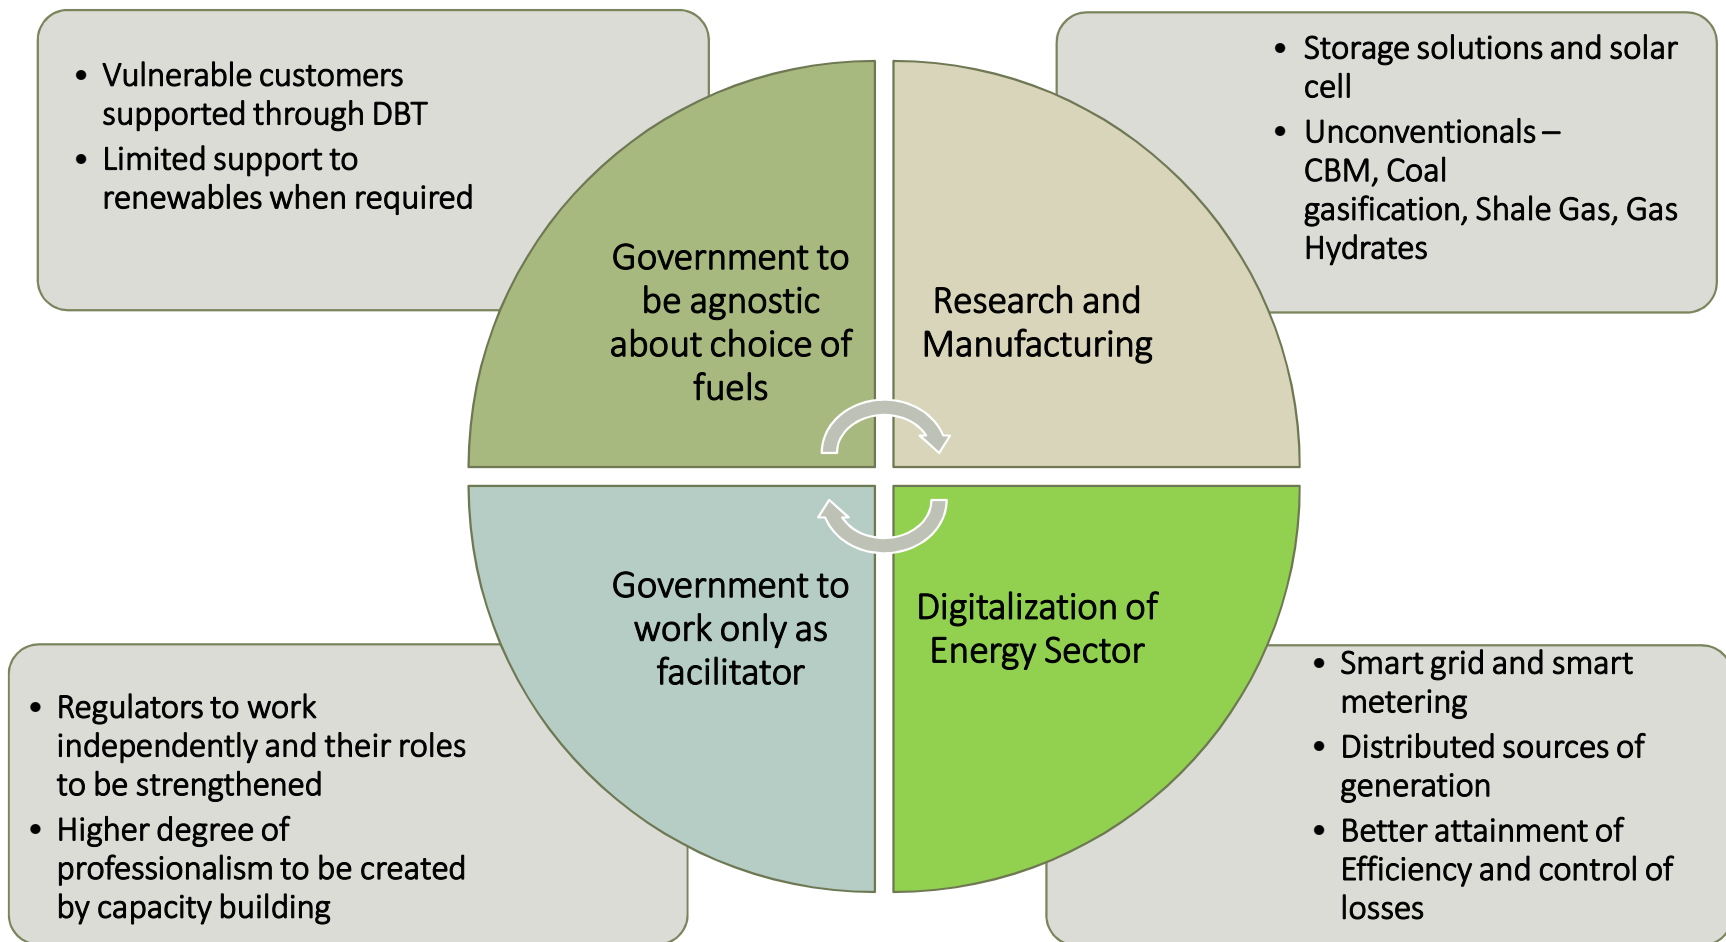 • Vulnerable customers
supported through DBT
• Limited support to
renewables when required
Government to
be agnostic
about choice of
fuels
• Storage solutions and solar
cell
• Unconventionals –
CBM, Coal
gasification, Shale Gas, Gas
Hydrates
Research and
Manufacturing
Government to
work only as
facilitator
• Regulators to work
independently and their roles
to be strengthened
• Higher degree of
professionalism to be created
by capacity building
Digitalization of
Energy Sector
• Smart grid and smart
metering
• Distributed sources of
generation
• Better attainment of
Efficiency and control of
losses